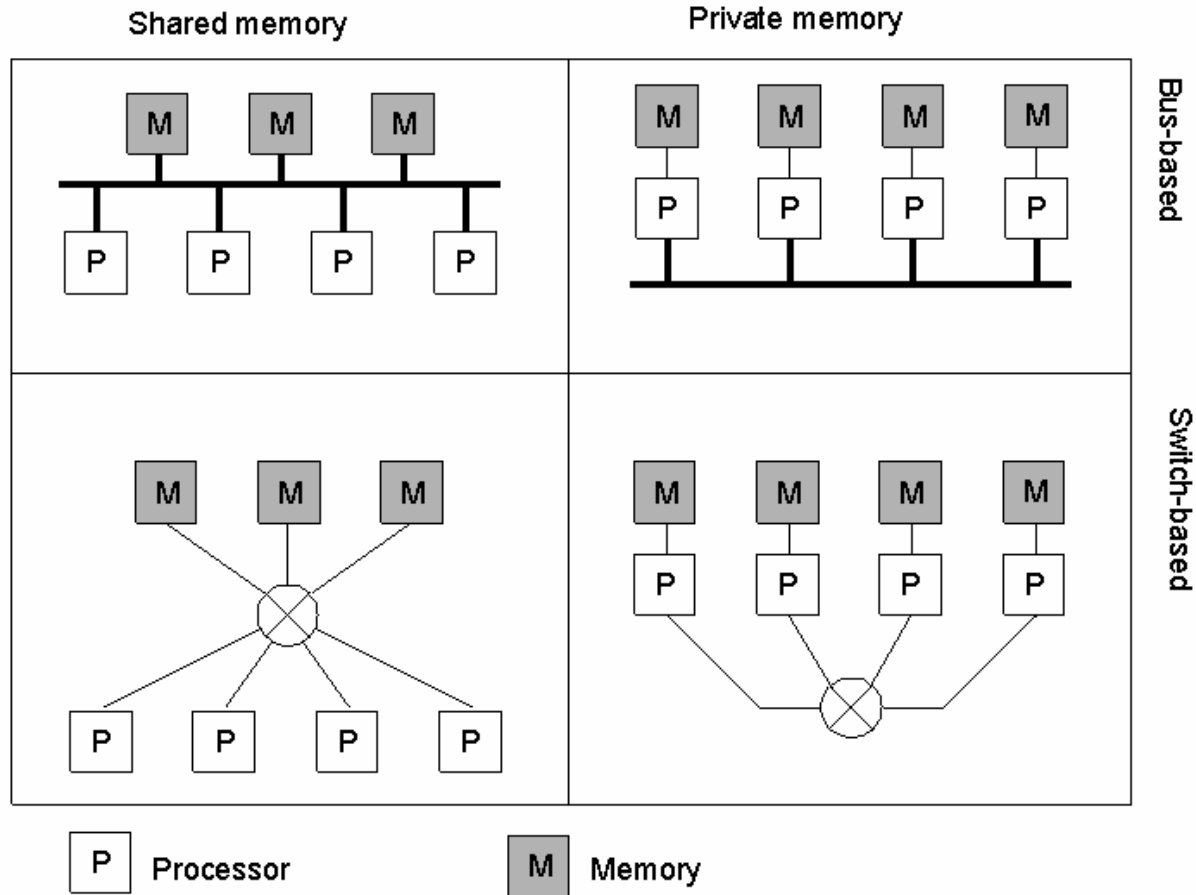 Shared memory
Private memory
M M M
P P P P
M M M M
P P P P
Bus-based
M M M
P P P P
M M M M
P P P P
Switch-based
P Processor
M Memory